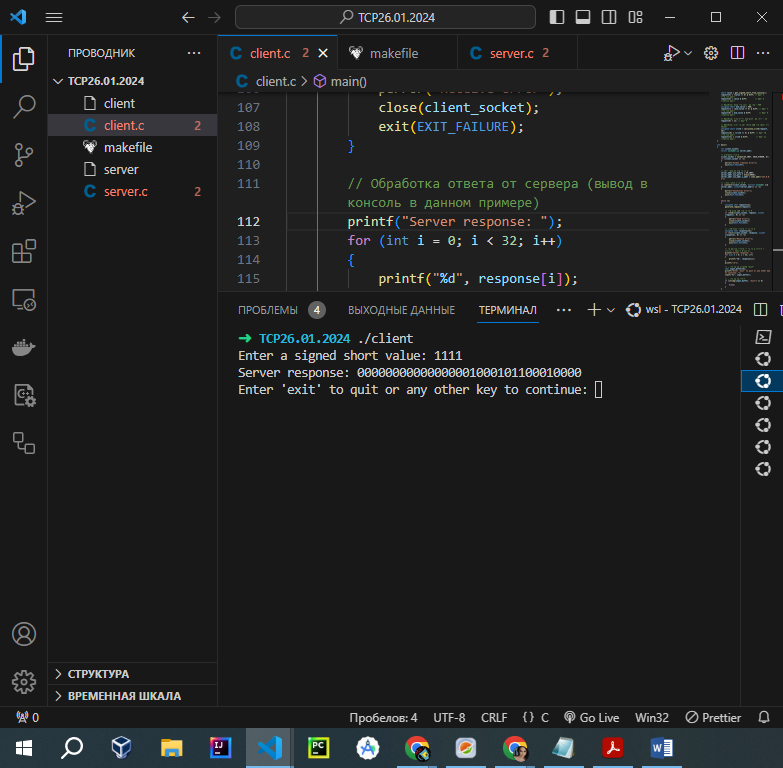 TCP26.01.2024
ПРОВОДНИК
TCP26.01.2024
client
client.c 2
makefile
server
server.c 2
СТРУКТУРА
ВРЕМЕННАЯ ШКАЛА
client.c 2
makefile
server.c 2
client.c > main()
107 close(client_socket);
108 exit(EXIT_FAILURE);
109 }
110
111 // Обработка ответа от сервера (вывод в
консоль в данном примере)
112 printf("Server response: ");
113 for (int i = 0; i < 32; i++)
114 {
115 printf("%d", response[i]);
ПРОБЛЕМЫ 4 ВЫХОДНЫЕ ДАННЫЕ ТЕРМИНАЛ wsl - TCP26.01.2024
→ TCP26.01.2024 ./client
Enter a signed short value: 1111
Server response: 00000000000000001000101100010000
Enter 'exit' to quit or any other key to continue:
0 Пробелов: 4 UTF-8 CRLF {} C Go Live Win32 Prettier